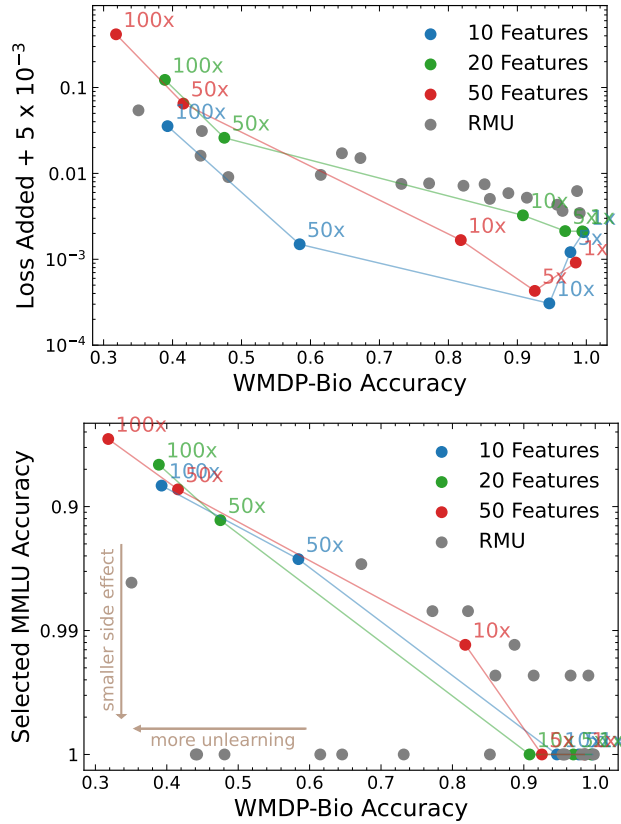 100x
100x
50x
100x
50x
50x
10x
10x
5x
1x
5x
1x
5x
10x
10 Features
20 Features
50 Features
RMU
0.1
0.01
10⁻³
10⁻⁴
Loss Added + 5 x 10⁻³
0.3 0.4 0.5 0.6 0.7 0.8 0.9 1.0
WMDP-Bio Accuracy
100x
100x
100x
50x
50x
50x
10x
10 Features
20 Features
50 Features
RMU
0.9
0.99
1
Selected MMLU Accuracy
smaller side effect
more unlearning
0.3 0.4 0.5 0.6 0.7 0.8 0.9 1.0
WMDP-Bio Accuracy